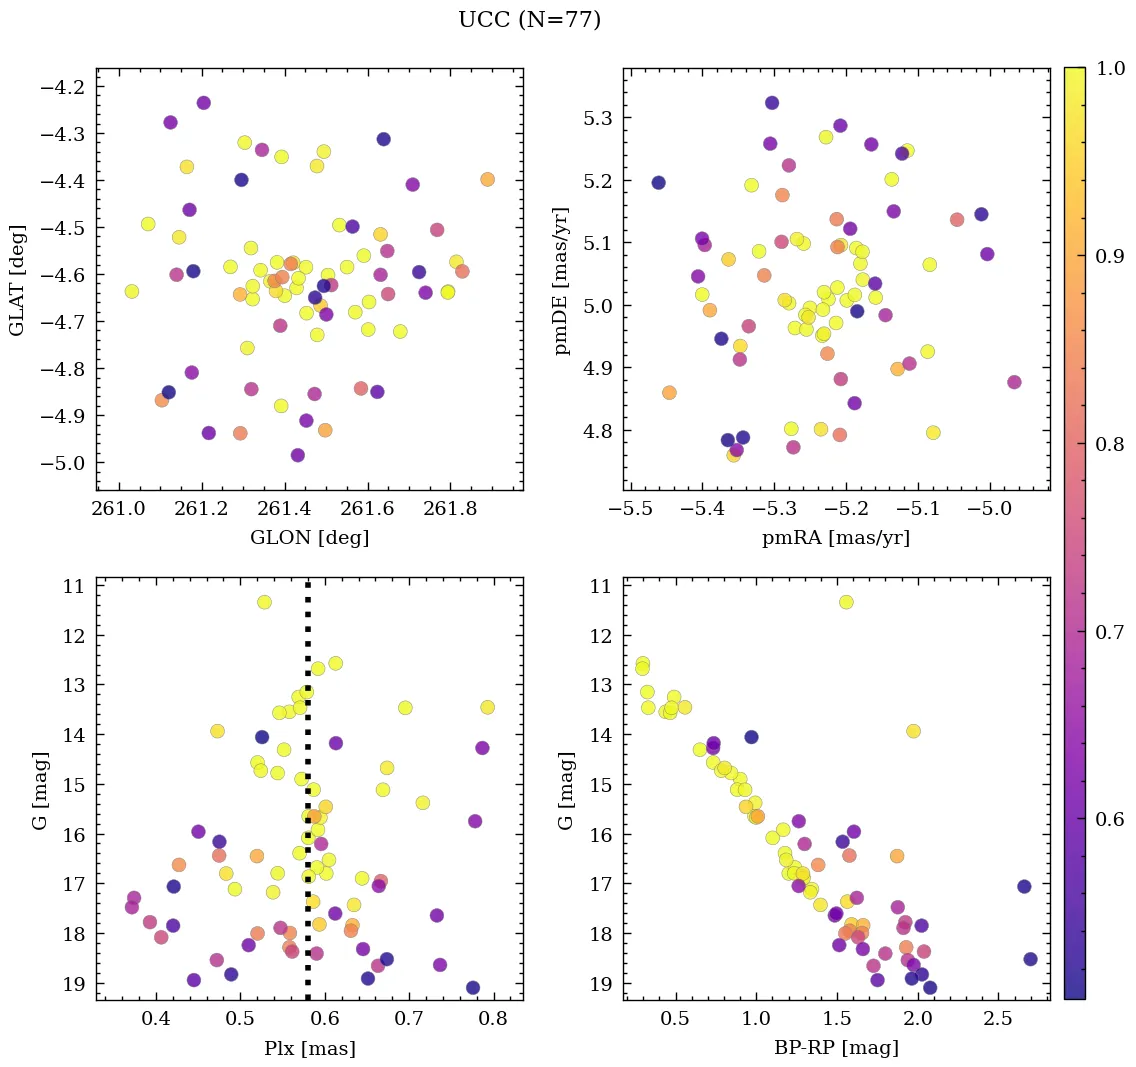 UCC (N=77)
−4.2
−4.3
−4.4
−4.5
−4.6
−4.7
−4.8
−4.9
−5.0
GLAT [deg]
261.0 261.2 261.4 261.6 261.8
GLON [deg]
5.3
5.2
5.1
5.0
4.9
4.8
pmDE [mas/yr]
−5.5 −5.4 −5.3 −5.2 −5.1 −5.0
pmRA [mas/yr]
11
12
13
14
15
16
17
18
19
G [mag]
0.4 0.5 0.6 0.7 0.8
Plx [mas]
11
12
13
14
15
16
17
18
19
G [mag]
0.5 1.0 1.5 2.0 2.5
BP-RP [mag]
1.0
0.9
0.8
0.7
0.6